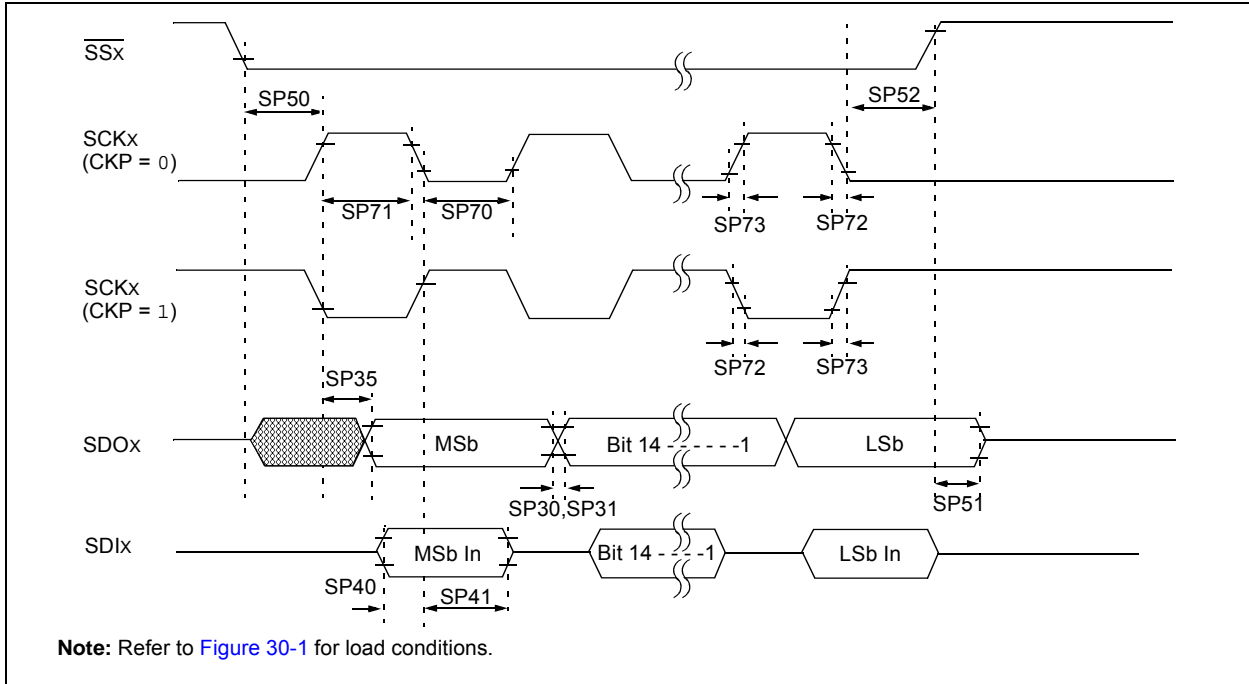 SSx
SP50
SP52
SCKx
(CKP = 0)
SP71
SP70
SP73
SP72
SCKx
(CKP = 1)
SP72
SP73
SP35
SDOx
MSb
Bit 14 - - - - - -1
LSb
SP30,SP31
SP51
SDIx
MSb In
Bit 14 - - - -1
LSb In
SP40
SP41
Note: Refer to Figure 30-1 for load conditions.